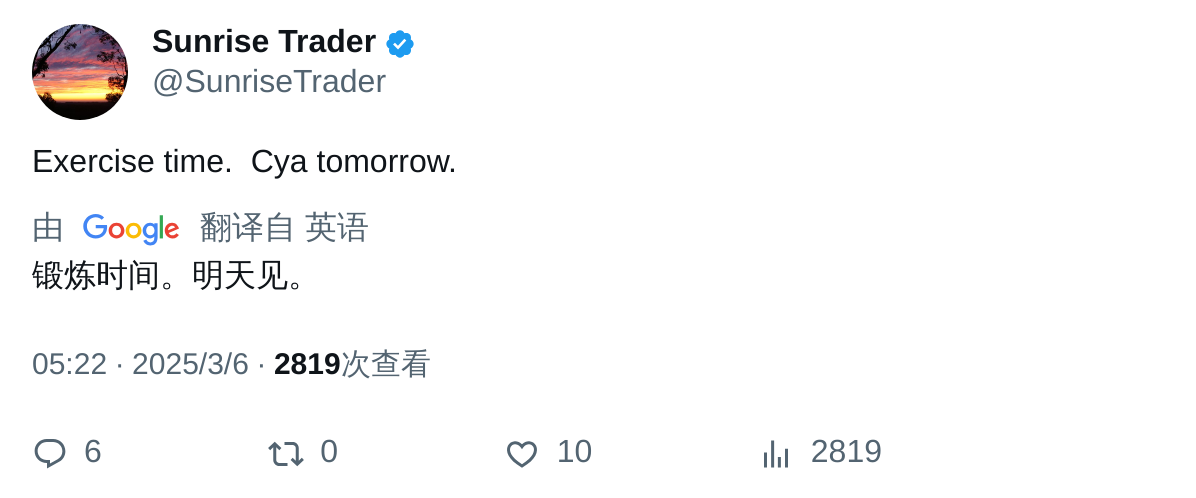 Sunrise Trader
@SunriseTrader
Exercise time.  Cya tomorrow.
由 Google 翻译自 英语
锻炼时间。明天见。
05:22 · 2025/3/6 · 2819次查看
6 0 10 2819